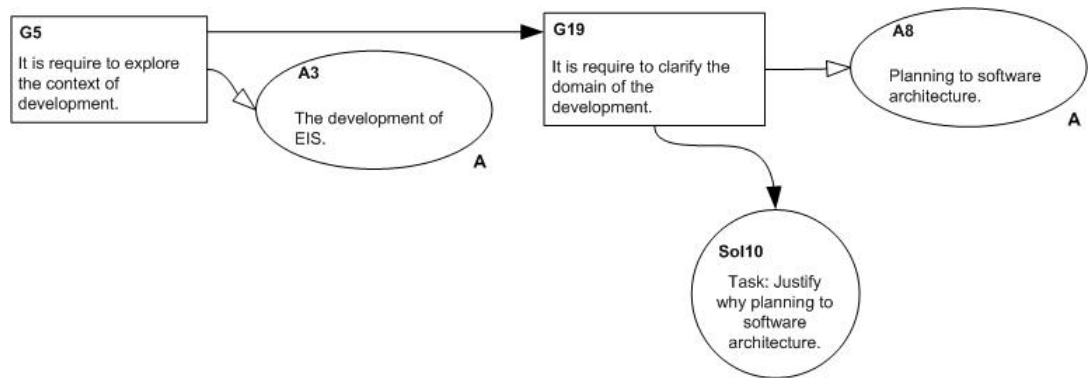 G5
It is require to explore
the context of
development.
A3
The development of
EIS.
A
G19
It is require to clarify the
domain of the
development.
A8
Planning to software
architecture.
A
Sol10
Task: Justify
why planning to
software
architecture.